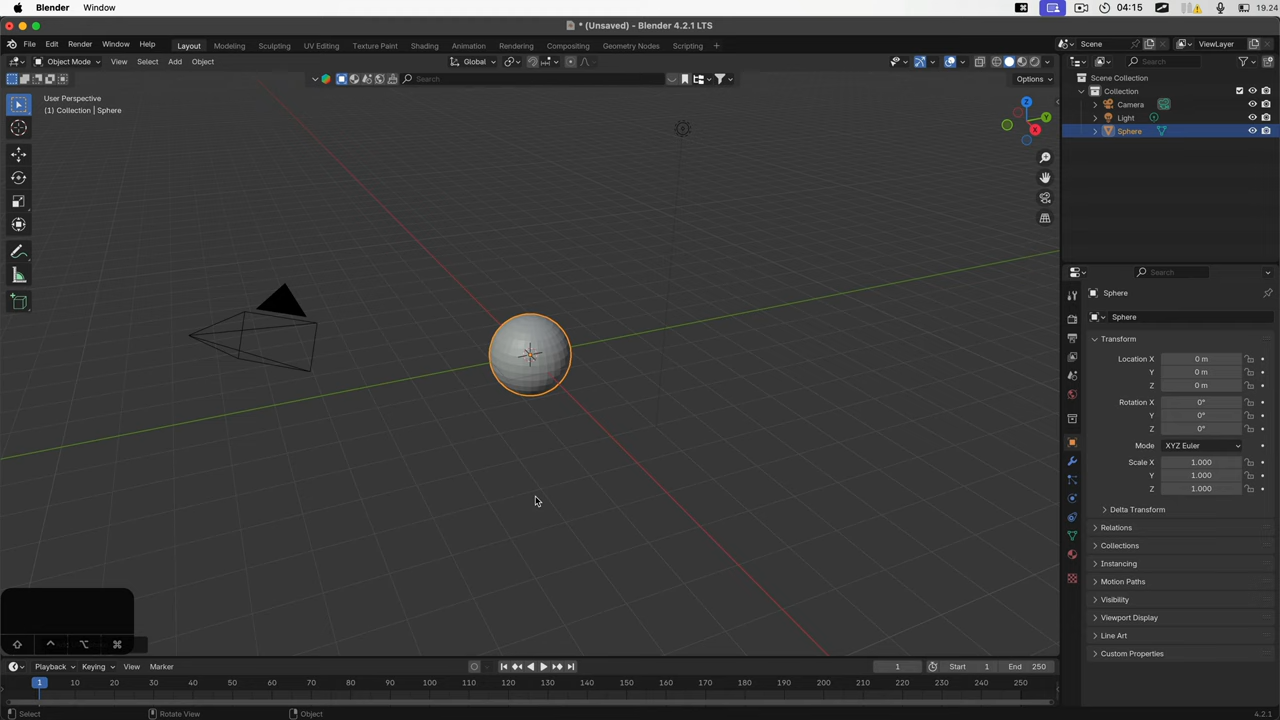 Blender Window 04:15 19.24
* (Unsaved) - Blender 4.2.1 LTS
File Edit Render Window Help Layout Modeling Sculpting UV Editing Texture Paint Shading Animation Rendering Compositing Geometry Nodes Scripting + Scene ViewLayer
Object Mode View Select Add Object Global Search
Search Options
User Perspective
(1) Collection | Sphere
Z
Y
X
Scene Collection
Collection
Camera
Light
Sphere
Search
Sphere
Sphere
Transform
Location X 0 m
Y 0 m
Z 0 m
Rotation X 0°
Y 0°
Z 0°
Mode XYZ Euler
Scale X 1.000
Y 1.000
Z 1.000
Delta Transform
Relations
Collections
Instancing
Motion Paths
Visibility
Viewport Display
Line Art
Custom Properties
Playback Keying View Marker 1 Start 1 End 250
1 10 20 30 40 50 60 70 80 90 100 110 120 130 140 150 160 170 180 190 200 210 220 230 240 250
Select Rotate View Object 4.2.1